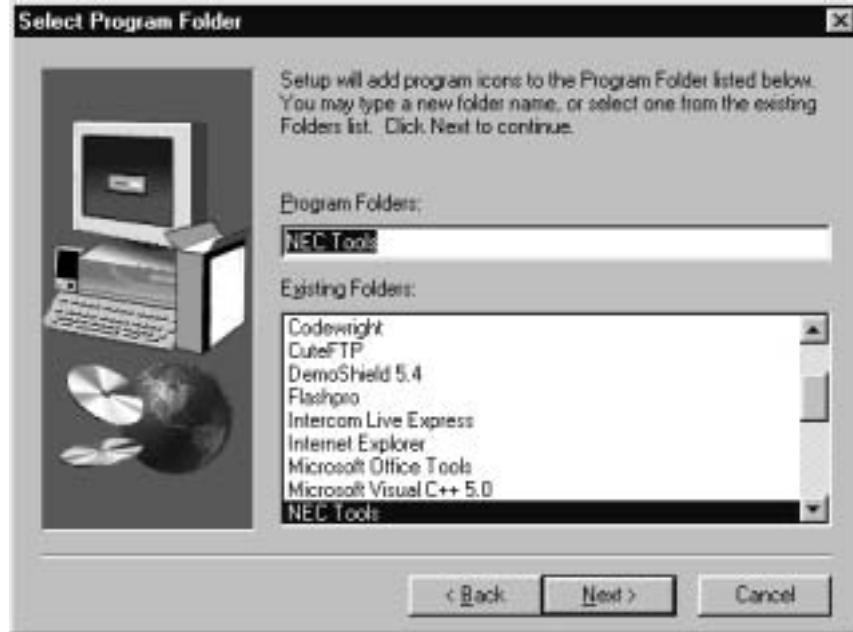 Select Program Folder
Setup will add program icons to the Program Folder listed below.
You may type a new folder name, or select one from the existing
Folders list. Click Next to continue.
Program Folders:
NEC Tools
Existing Folders:
Codewright
CuteFTP
DemoShield 5.4
Flashpro
Intercom Live Express
Internet Explorer
Microsoft Office Tools
Microsoft Visual C++ 5.0
NEC Tools
< Back
Next >
Cancel